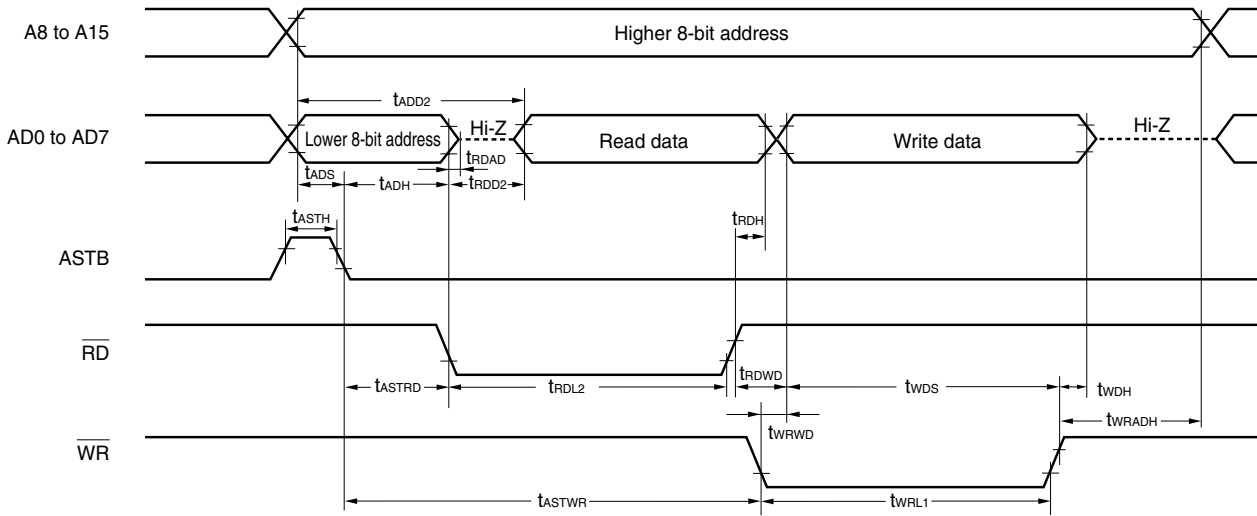 A8 to A15
Higher 8-bit address
tADD2
AD0 to AD7
Lower 8-bit address
Hi-Z
Read data
Write data
Hi-Z
tRDAD
tADS
tADH
tRDD2
tASTH
tRDH
ASTB
RD
tASTRD
tRDL2
tRDWD
tWDS
tWDH
tWRWD
tWRADH
WR
tASTWR
tWRL1